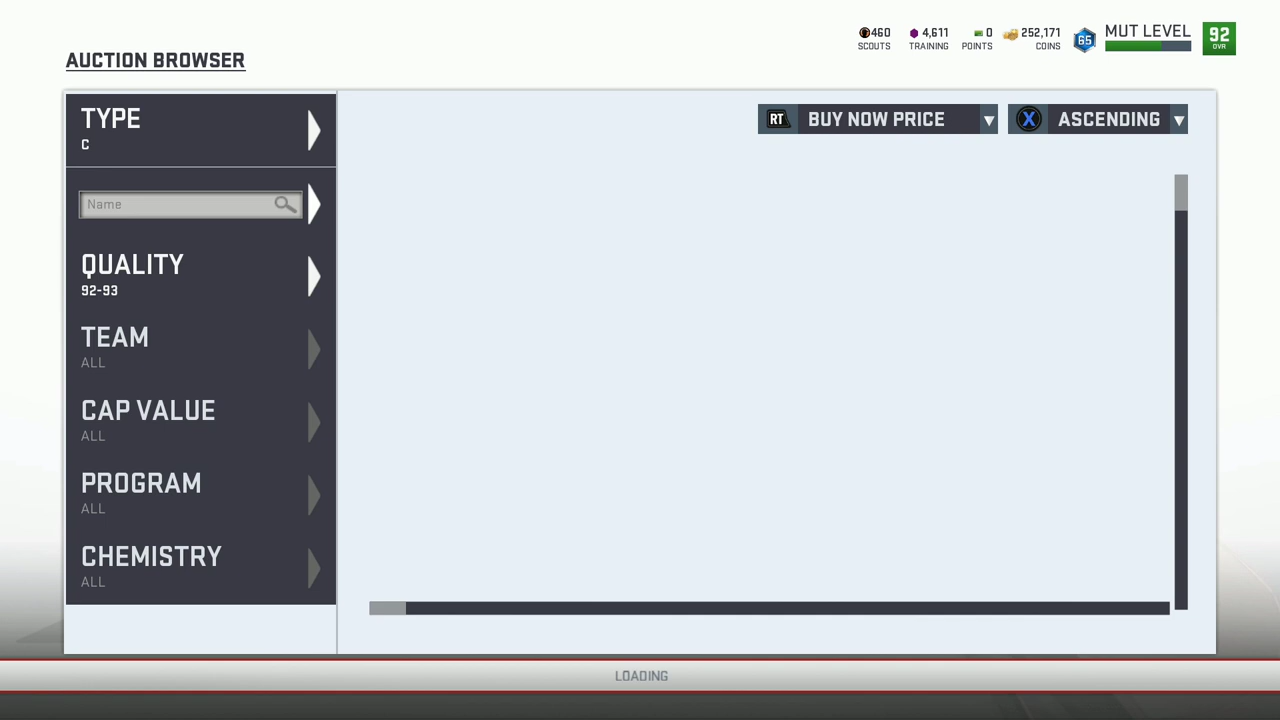 AUCTION BROWSER
460 SCOUTS
4,611 TRAINING
0 POINTS
252,171 COINS
65
MUT LEVEL
92 OVR
TYPE
C
Name
QUALITY
92-93
TEAM
ALL
CAP VALUE
ALL
PROGRAM
ALL
CHEMISTRY
ALL
RT BUY NOW PRICE
X ASCENDING
LOADING